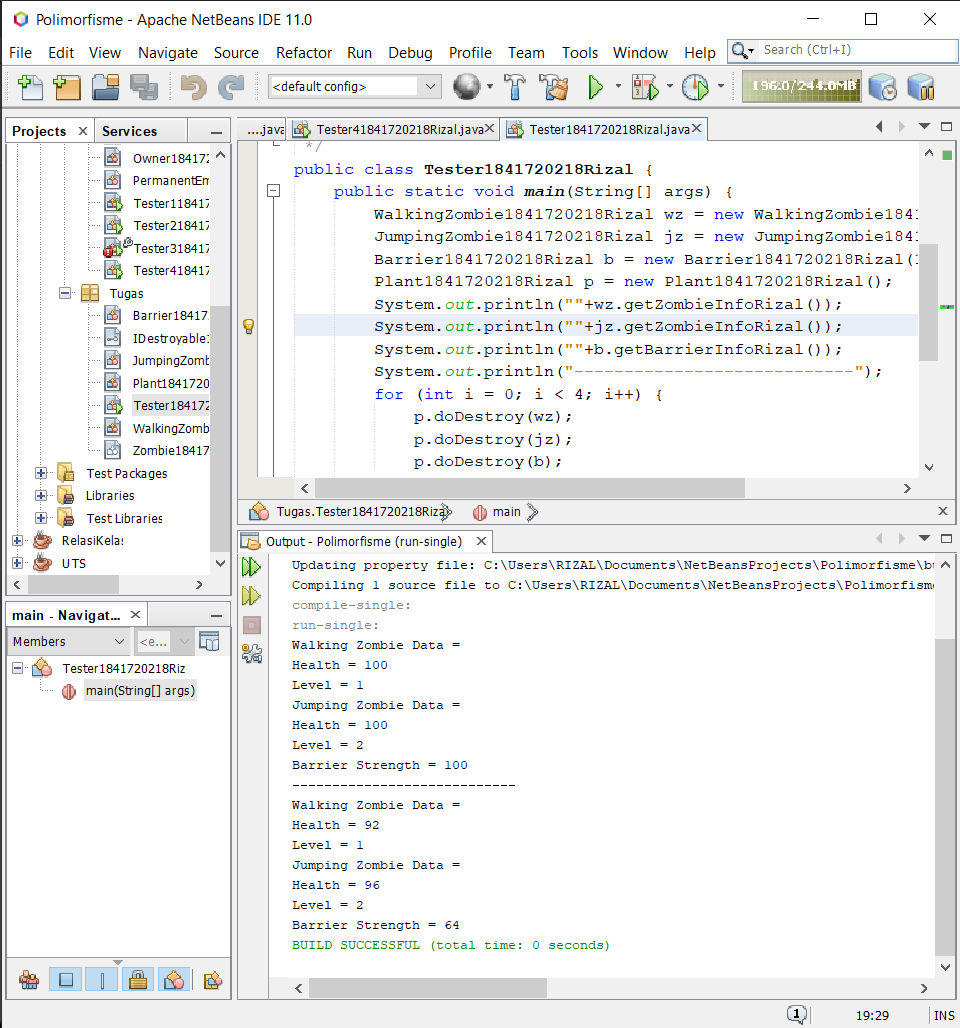 Polimorfisme - Apache NetBeans IDE 11.0
File Edit View Navigate Source Refactor Run Debug Profile Team Tools Window Help Search (Ctrl+I)
<default config> 196.0/244.0MB
Projects Services
Owner18417
PermanentEm
Tester118417
Tester218417
Tester318417
Tester418417
Tugas
Barrier18417
IDestroyable
JumpingZomb
Plant1841720
Tester184172
WalkingZomb
Zombie18417
Test Packages
Libraries
Test Libraries
RelasiKelas
UTS
....java Tester41841720218Rizal.java Tester1841720218Rizal.java
*/
public class Tester1841720218Rizal {
public static void main(String[] args) {
WalkingZombie1841720218Rizal wz = new WalkingZombie1841
JumpingZombie1841720218Rizal jz = new JumpingZombie1841
Barrier1841720218Rizal b = new Barrier1841720218Rizal(
Plant1841720218Rizal p = new Plant1841720218Rizal();
System.out.println(""+wz.getZombieInfoRizal());
System.out.println(""+jz.getZombieInfoRizal());
System.out.println(""+b.getBarrierInfoRizal());
System.out.println("----------------------------");
for (int i = 0; i < 4; i++) {
p.doDestroy(wz);
p.doDestroy(jz);
p.doDestroy(b);
Tugas.Tester1841720218Rizal main
main - Navigat...
Members <e...
Tester1841720218Riz
main(String[] args)
Output - Polimorfisme (run-single)
Updating property file: C:\Users\RIZAL\Documents\NetBeansProjects\Polimorfisme\bu
Compiling 1 source file to C:\Users\RIZAL\Documents\NetBeansProjects\Polimorfisme
compile-single:
run-single:
Walking Zombie Data =
Health = 100
Level = 1
Jumping Zombie Data =
Health = 100
Level = 2
Barrier Strength = 100
----------------------------
Walking Zombie Data =
Health = 92
Level = 1
Jumping Zombie Data =
Health = 96
Level = 2
Barrier Strength = 64
BUILD SUCCESSFUL (total time: 0 seconds)
1 19:29 INS